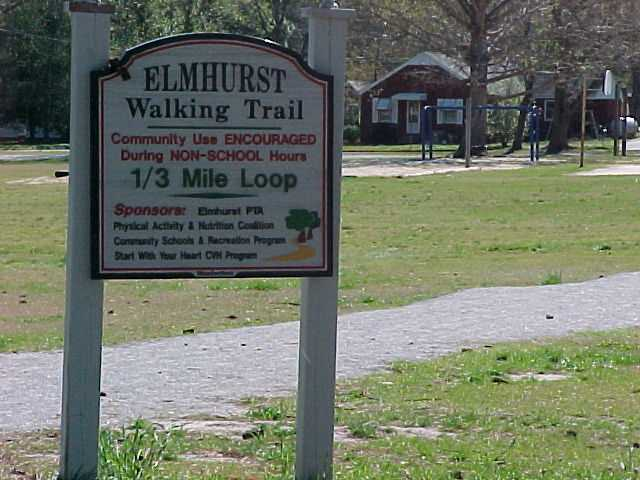 ELMHURST
Walking Trail
Community Use ENCOURAGED
During NON-SCHOOL Hours
1/3 Mile Loop
Sponsors: Elmhurst PTA
Physical Activity & Nutrition Coalition
Community Schools & Recreation Program
Start With Your Heart CVH Program